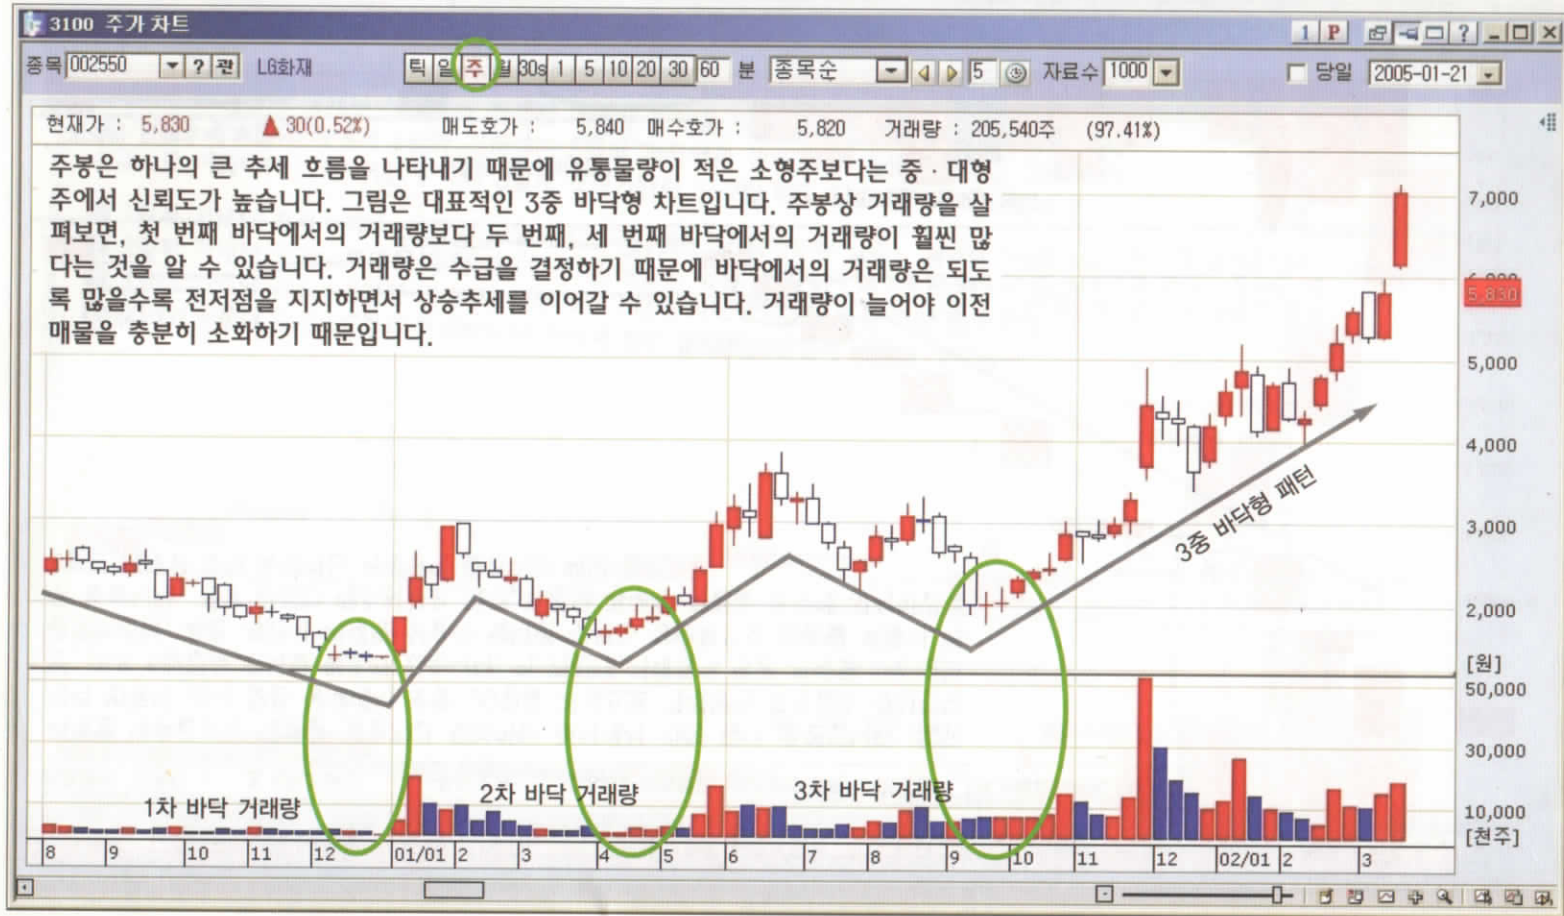 3100 주가 차트
1 P
종목 002550 ? 관 LG화재 틱 일 주 월 30s 1 5 10 20 30 60 분 종목순 5 자료수 1000 당일 2005-01-21
현재가 : 5,830 ▲ 30(0.52%) 매도호가 : 5,840 매수호가 : 5,820 거래량 : 205,540주 (97.41%)
주봉은 하나의 큰 추세 흐름을 나타내기 때문에 유통물량이 적은 소형주보다는 중 · 대형
주에서 신뢰도가 높습니다. 그림은 대표적인 3중 바닥형 차트입니다. 주봉상 거래량을 살
펴보면, 첫 번째 바닥에서의 거래량보다 두 번째, 세 번째 바닥에서의 거래량이 훨씬 많
다는 것을 알 수 있습니다. 거래량은 수급을 결정하기 때문에 바닥에서의 거래량은 되도
록 많을수록 전저점을 지지하면서 상승추세를 이어갈 수 있습니다. 거래량이 늘어야 이전
매물을 충분히 소화하기 때문입니다.
7,000
6,000
5,830
5,000
4,000
3,000
2,000
[원]
3중 바닥형 패턴
50,000
30,000
10,000
[천주]
1차 바닥 거래량
2차 바닥 거래량
3차 바닥 거래량
8 9 10 11 12 01/01 2 3 4 5 6 7 8 9 10 11 12 02/01 2 3